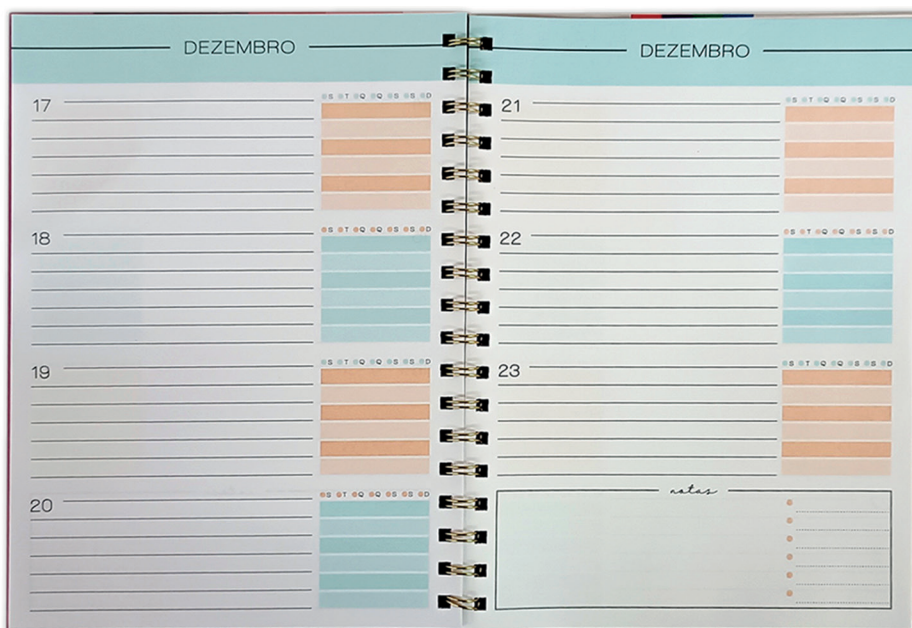 DEZEMBRO
17
S T Q Q S S D
18
S T Q Q S S D
19
S T Q Q S S D
20
S T Q Q S S D
DEZEMBRO
21
S T Q Q S S D
22
S T Q Q S S D
23
S T Q Q S S D
notas